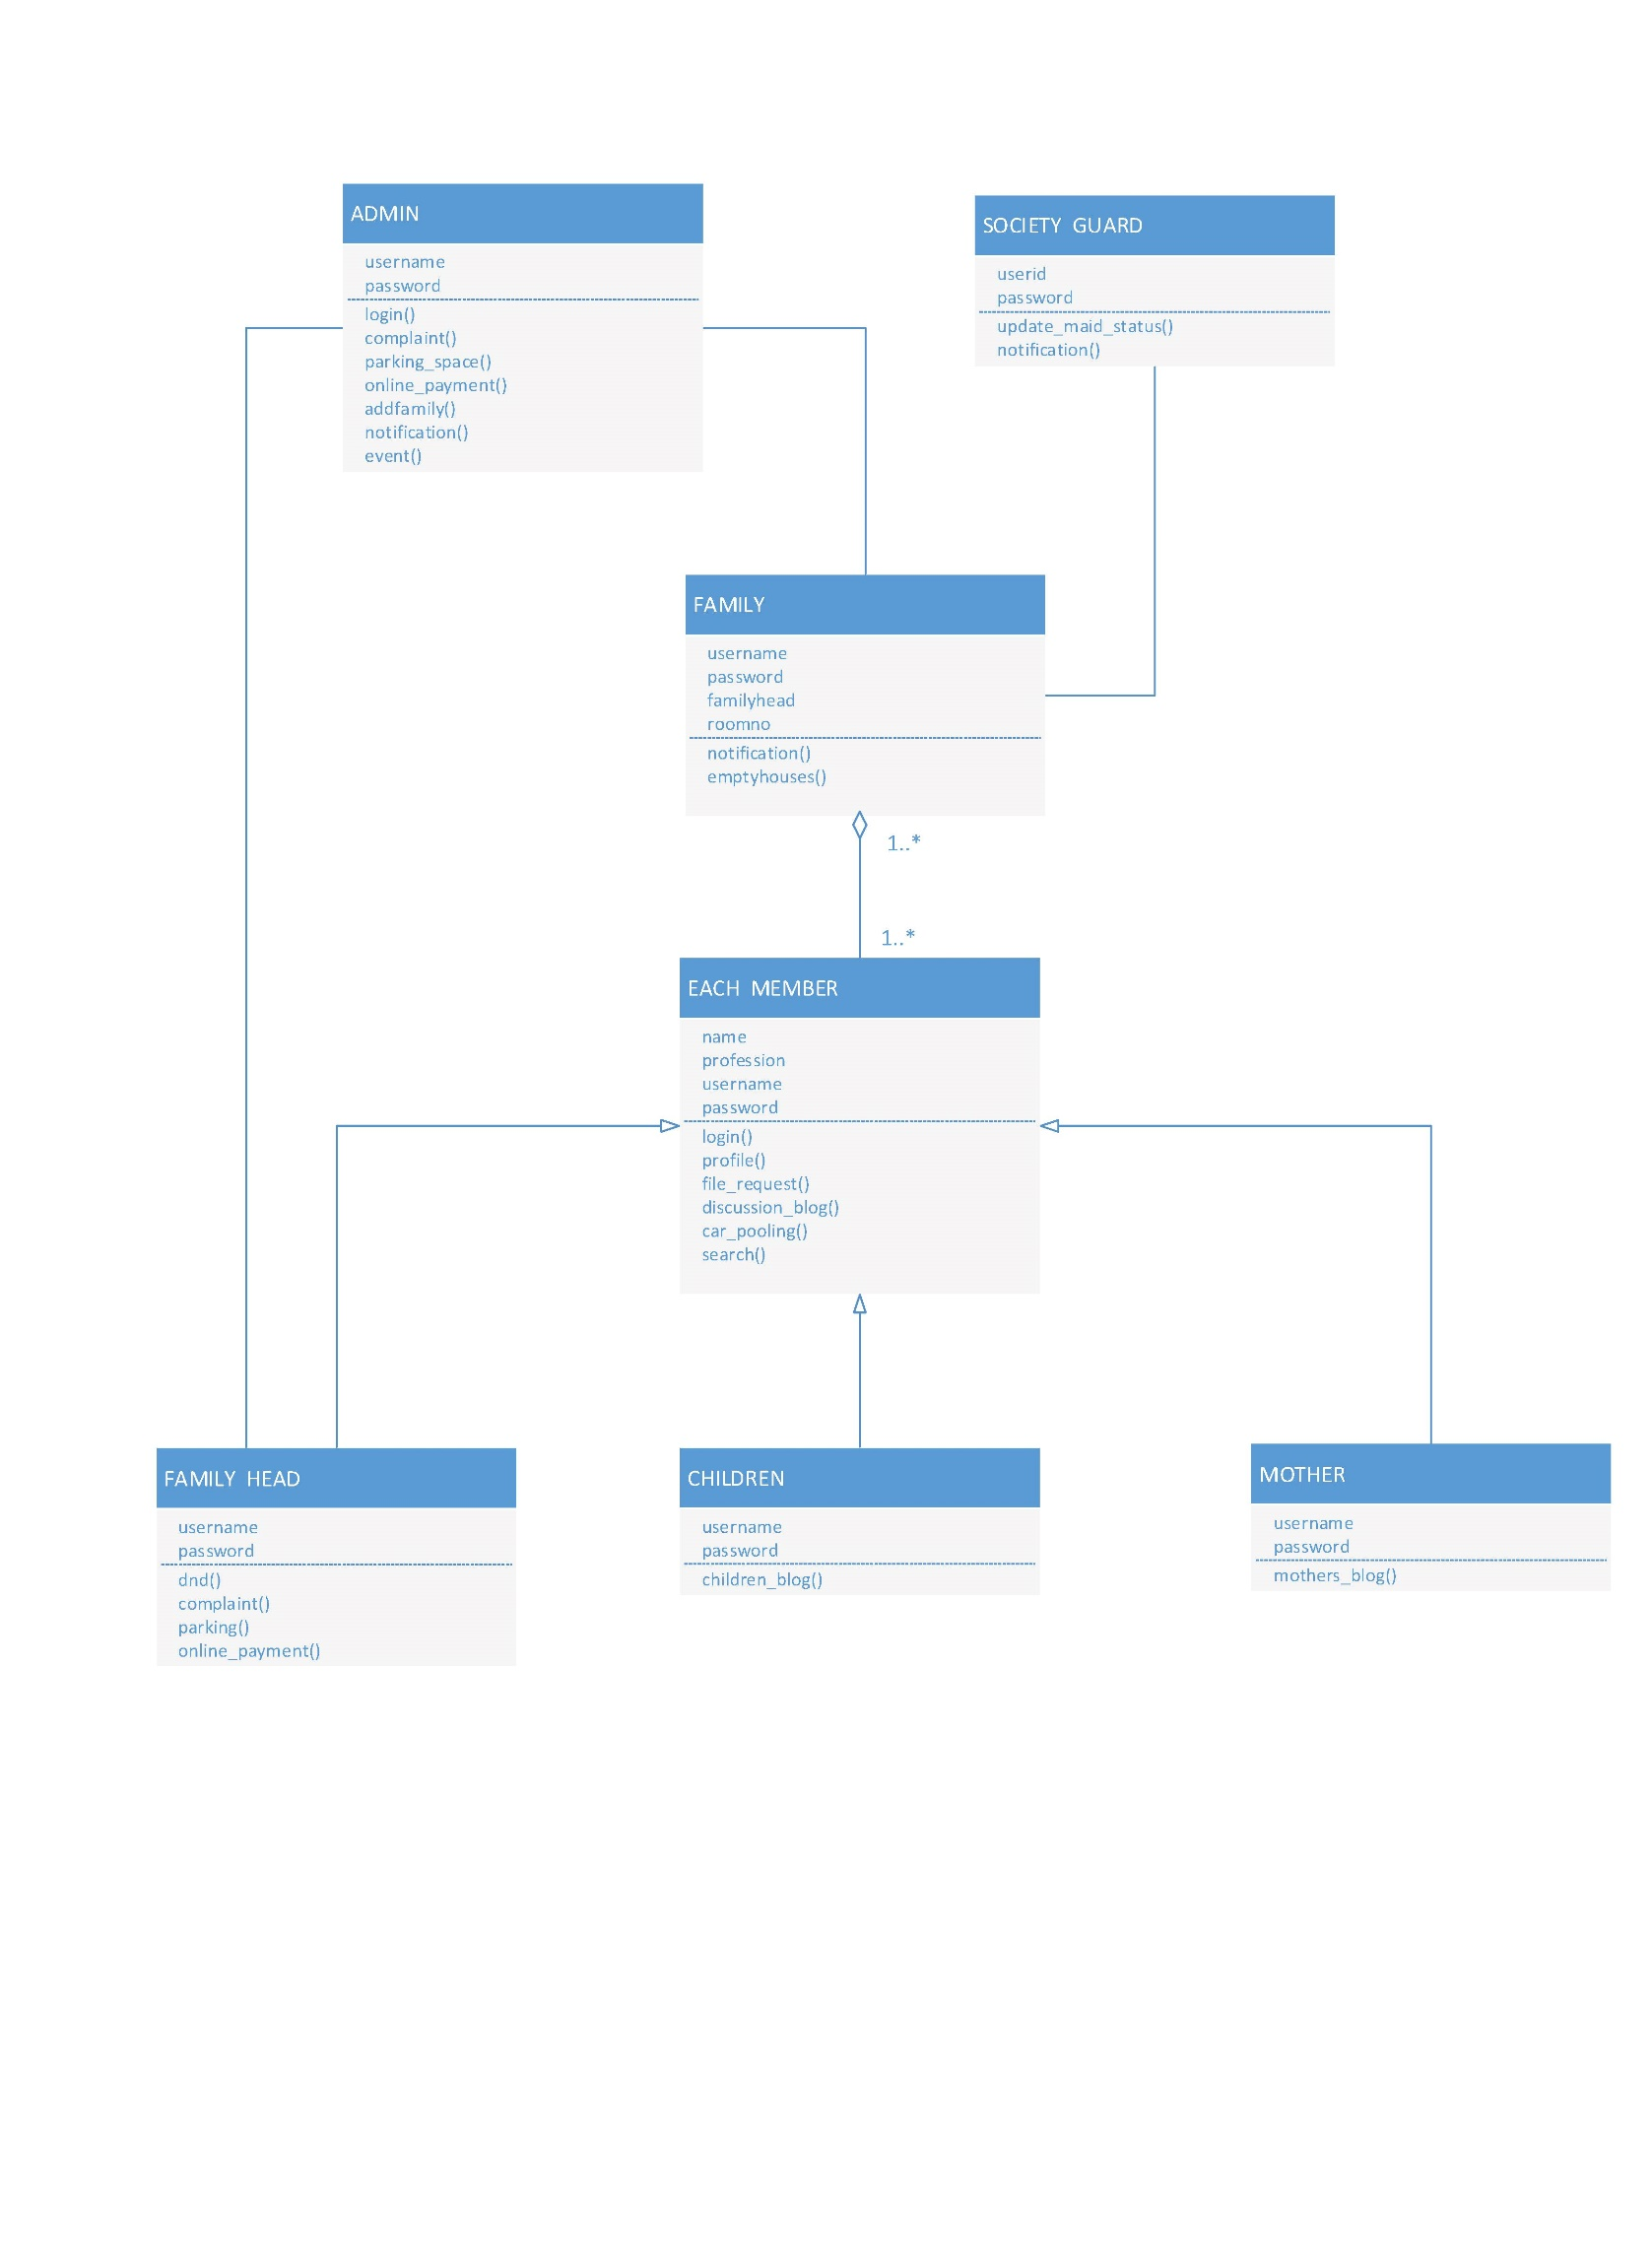 ADMIN
username
password
login()
complaint()
parking_space()
online_payment()
addfamily()
notification()
event()
SOCIETY GUARD
userid
password
update_maid_status()
notification()
FAMILY
username
password
familyhead
roomno
notification()
emptyhouses()
1..*
1..*
EACH MEMBER
name
profession
username
password
login()
profile()
file_request()
discussion_blog()
car_pooling()
search()
FAMILY HEAD
username
password
dnd()
complaint()
parking()
online_payment()
CHILDREN
username
password
children_blog()
MOTHER
username
password
mothers_blog()